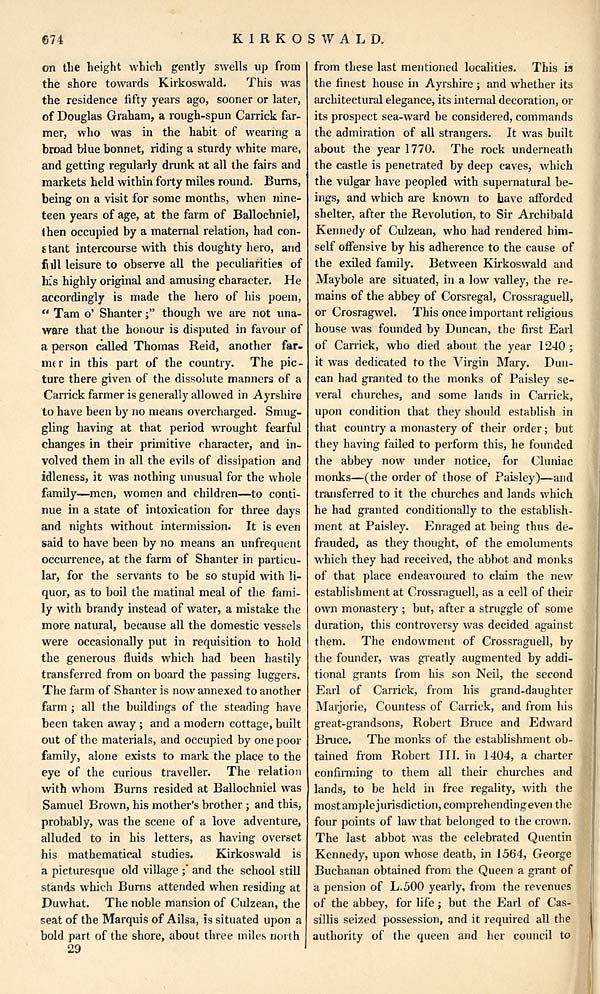 674
KIRKOSWALD.
on the height which gently swells up from
the shore towards Kirkoswald. This was
the residence fifty years ago, sooner or later,
of Douglas Graham, a rough-spun Carrick far-
mer, who was in the habit of wearing a
broad blue bonnet, riding a sturdy white mare,
and getting regularly drunk at all the fairs and
markets held within forty miles round. Burns,
being on a visit for some months, when nine-
teen years of age, at the farm of Ballochniel,
then occupied by a maternal relation, had con-
stant intercourse with this doughty hero, and
full leisure to observe all the peculiarities of
his highly original and amusing character. He
accordingly is made the hero of his poem,
“ Tam o' Shanter;” though we are not una-
ware that the honour is disputed in favour of
a person called Thomas Reid, another far-
mer in this part of the country. The pic-
ture there given of the dissolute manners of a
Carrick farmer is generally allowed in Ayrshire
to have been by no means overcharged. Smug-
gling having at that period wrought fearful
changes in their primitive character, and in-
volved them in all the evils of dissipation and
idleness, it was nothing unusual for the whole
family—men, women and children—to conti-
nue in a state of intoxication for three days
and nights without intermission. It is even
said to have been by no means an unfrequent
occurrence, at the farm of Shanter in particu-
lar, for the servants to be so stupid with li-
quor, as to boil the matinal meal of the fami-
ly with brandy instead of water, a mistake the
more natural, because all the domestic vessels
were occasionally put in requisition to hold
the generous fluids which had been hastily
transferred from on board the passing luggers.
The farm of Shanter is now annexed to another
farm ; all the buildings of the steading have
been taken away ; and a modern cottage, built
out of the materials, and occupied by one poor
family, alone exists to mark the place to the
eye of the curious traveller. The relation
with whom Burns resided at Ballochniel was
Samuel Brown, his mother's brother ; and this,
probably, was the scene of a love adventure,
alluded to in his letters, as having overset
his mathematical studies. Kirkoswald is
a picturesque old village ; and the school still
stands which Burns attended when residing at
Duwhat. The noble mansion of Culzean, the
seat of the Marquis of Ailsa, is situated upon a
bold part of the shore, about three miles north
29
from these last mentioned localities. This is
the finest house in Ayrshire ; and whether its
architectural elegance, its internal decoration, or
its prospect sea-ward be considered, commands
the admiration of all strangers. It was built
about the year 1770. The rock underneath
the castle is penetrated by deep caves, which
the vulgar have peopled with supernatural be-
ings, and which are known to have afforded
shelter, after the Revolution, to Sir Archibald
Kennedy of Culzean, who had rendered him-
self offensive by his adherence to the cause of
the exiled family. Between Kirkoswald and
Maybole are situated, in a low valley, the re-
mains of the abbey of Corsregal, Crossraguell,
or Crosragwel. This once important religious
house was founded by Duncan, the first Earl
of Carrick, who died about the year 1240 ;
it was dedicated to the Virgin Mary. Dun-
can had granted to the monks of Paisley se-
veral churches, and some lands in Carrick,
upon condition that they should establish in
that country a monastery of their order ; but
they having failed to perform this, he founded
the abbey now under notice, for Cluniac
monks—(the order of those of Paisley)—and
transferred to it the churches and lands which
he had granted conditionally to the establish-
ment at Paisley. Enraged at being thus de-
frauded, as they thought, of the emoluments
which they had received, the abbot and monks
of that place endeavoured to claim the new
establishment at Crossraguell, as a cell of their
own monastery ; but, after a struggle of some
duration, this controversy was decided against
them. The endowment of Crossraguell, by
the founder, was greatly augmented by addi-
tional grants from his son Neil, the second
Earl of Carrick, from his grand-daughter
Marjorie, Countess of Carrick, and from his
great-grandsons, Robert Bruce and Edward
Bruce. The monks of the establishment ob-
tained from Robert III. in 1404, a charter
confirming to them all their churches and
lands, to be held in free regality, with the
most ample jurisdiction, comprehending even the
four points of law that belonged to the crown.
The last abbot was the celebrated Quentin
Kennedy, upon whose death, in 1564, George
Buchanan obtained from the Queen a grant of
a pension of L.500 yearly, from the revenues
of the abbey, for life ; but the Earl of Cas-
sillis seized possession, and it required all the
authority of the queen and her council to